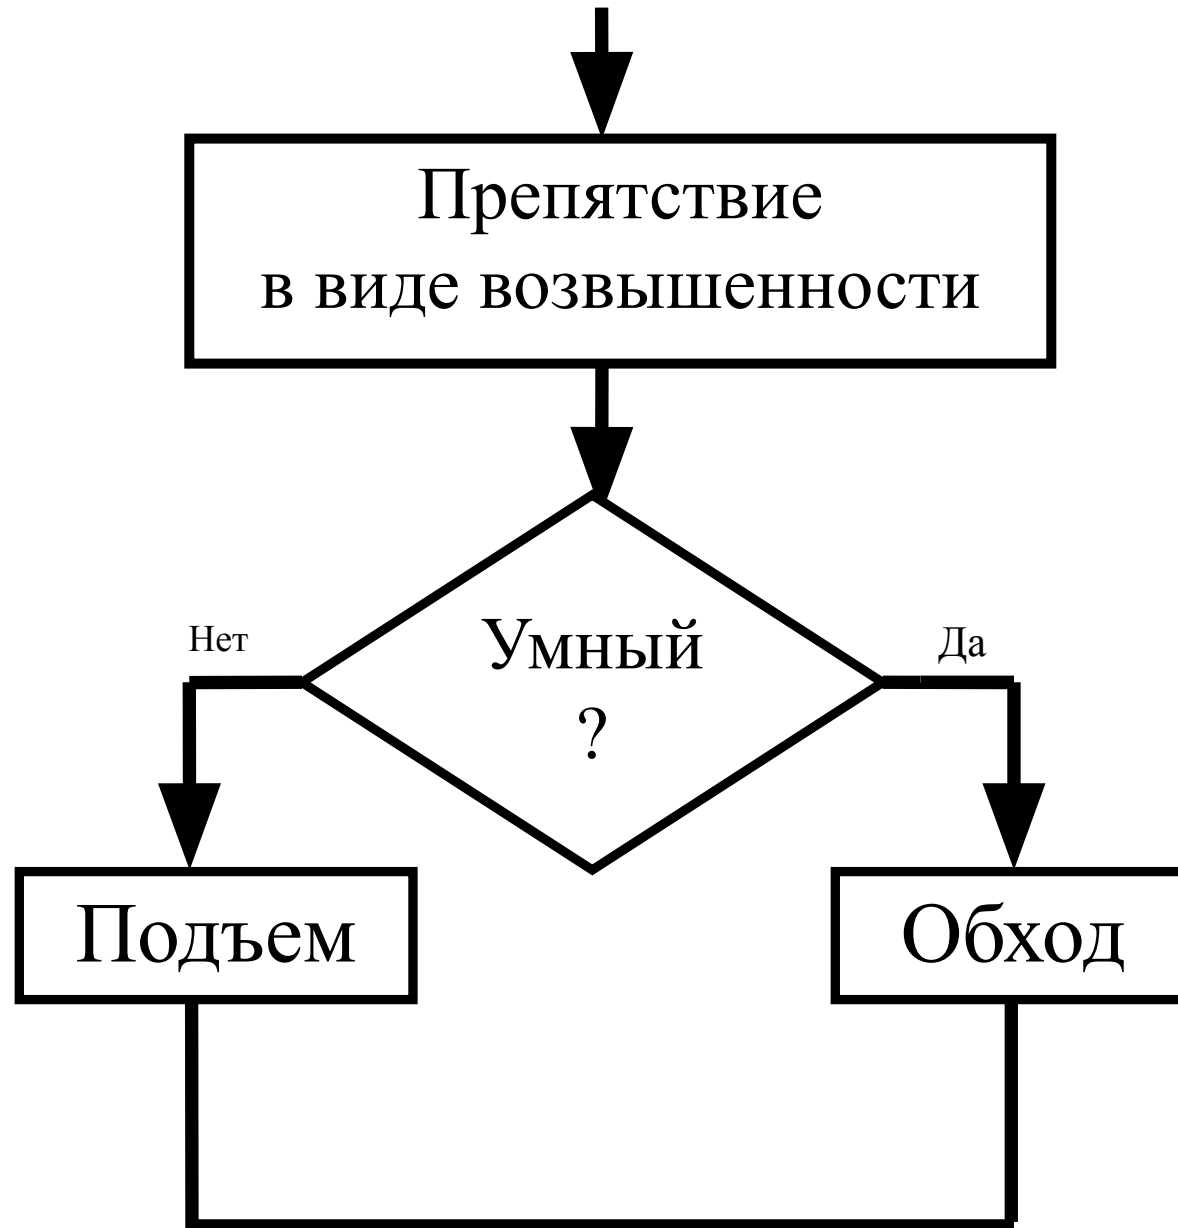 Препятствие
в виде возвышенности
Умный
?
Нет
Да
Подъем
Обход